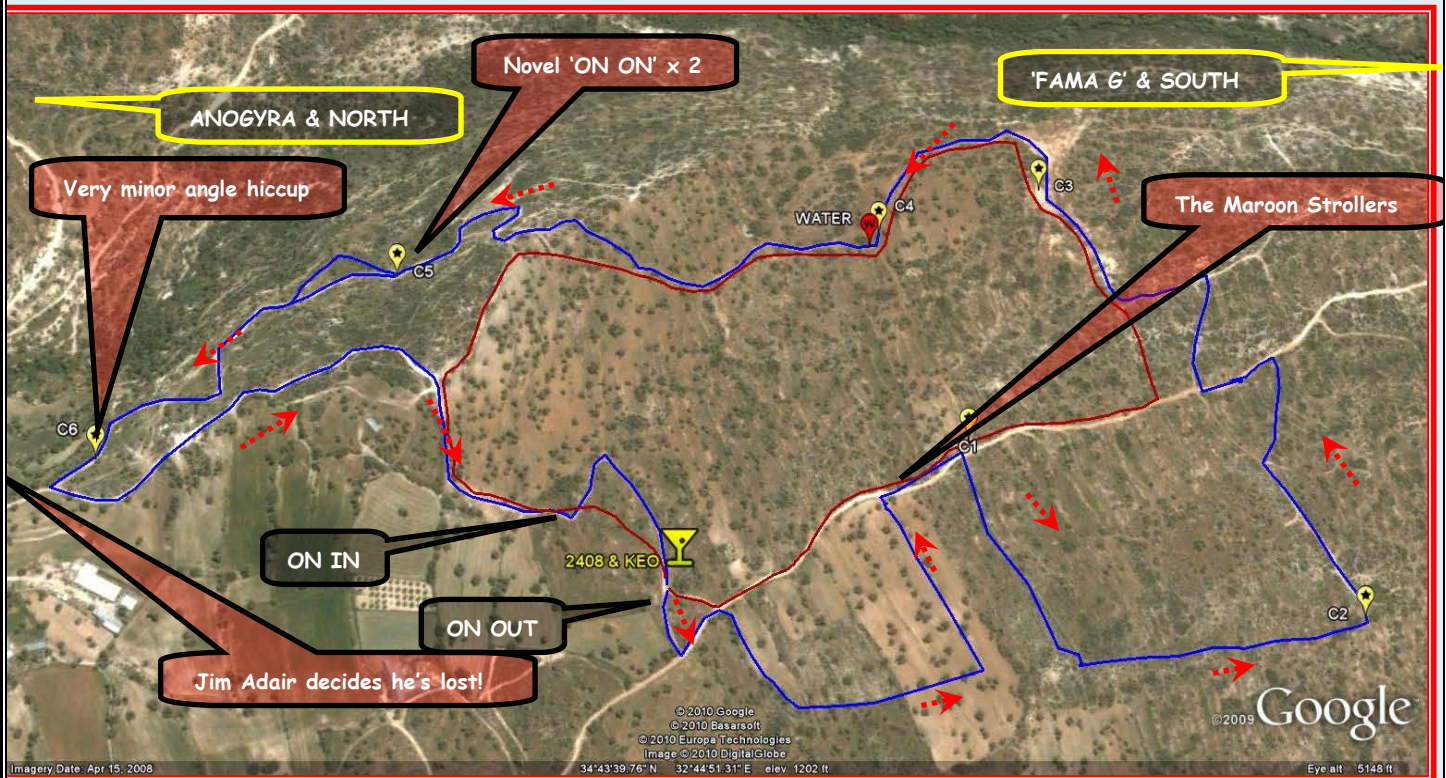 Novel ‘ON ON’ x 2
‘FAMA G’ & SOUTH
ANOGYRA & NORTH
Very minor angle hiccup
C3
The Maroon Strollers
WATER
C4
C5
C6
C1
ON IN
2408 & KEO
C2
ON OUT
Jim Adair decides he’s lost!
©2009 Google
© 2010 Google
© 2010 Basarsoft
© 2010 Europa Technologies
Image © 2010 DigitalGlobe
Imagery Date: Apr 15, 2008
34°43'39.76" N 32°44'51.31" E elev 1202 ft
Eye alt 5148 ft